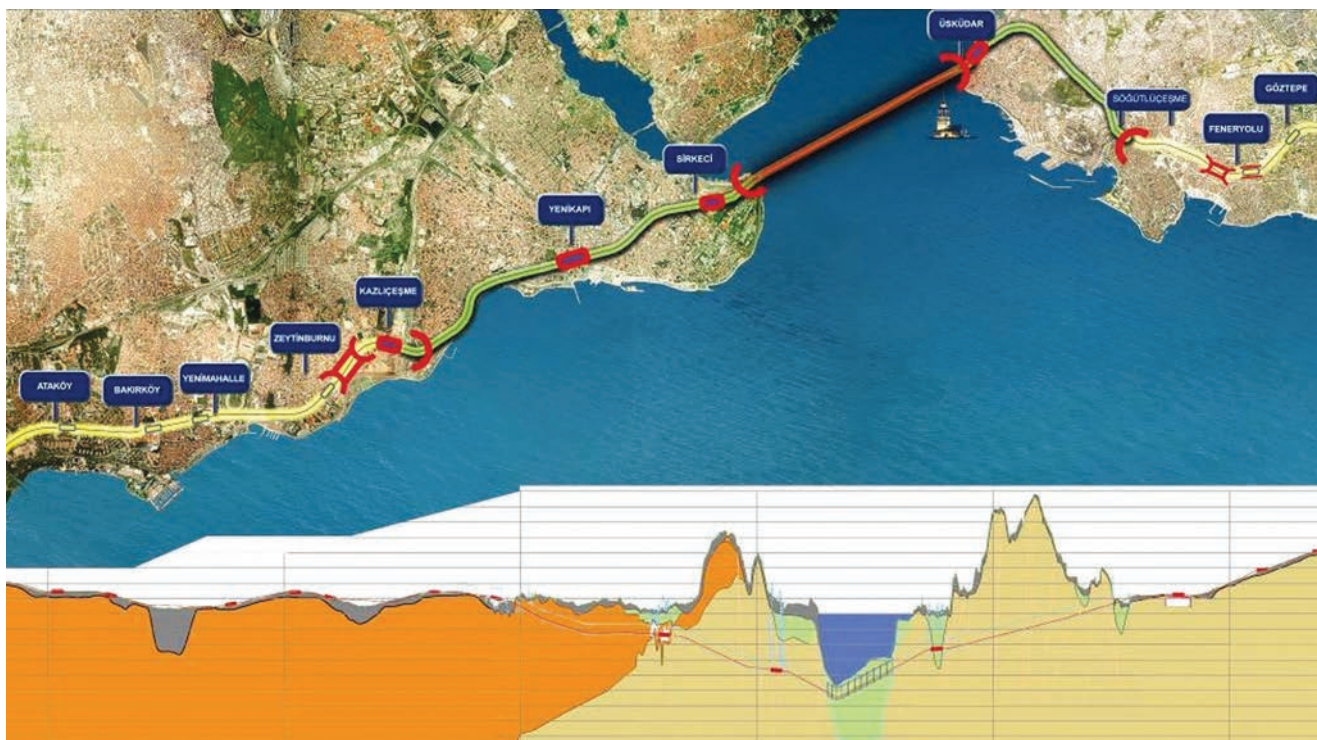 ATAKÖY
BAKIRKÖY
YENİMAHALLE
ZEYTİNBURNU
KAZLIÇEŞME
YENİKAPI
SİRKECİ
ÜSKÜDAR
SÖĞÜTLÜÇEŞME
FENERYOLU
GÖZTEPE